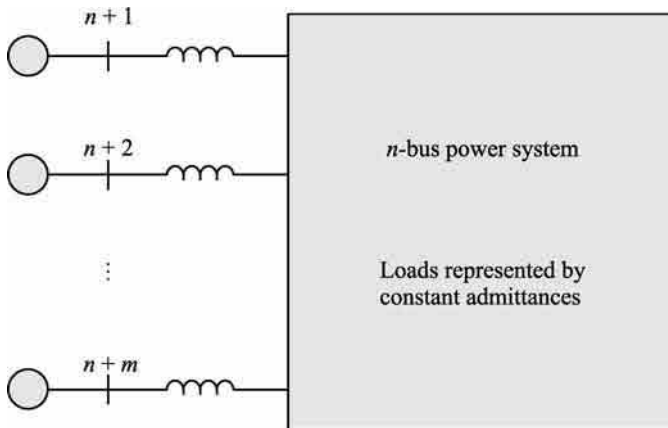 n + 1
n + 2
n-bus power system
⋮
Loads represented by
constant admittances
n + m